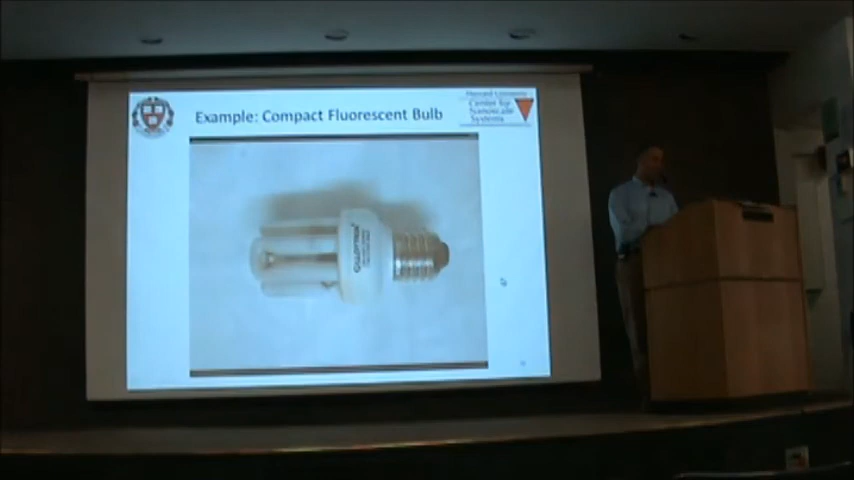 Example: Compact Fluorescent Bulb
Harvard University
Center for
Nanoscale
Systems